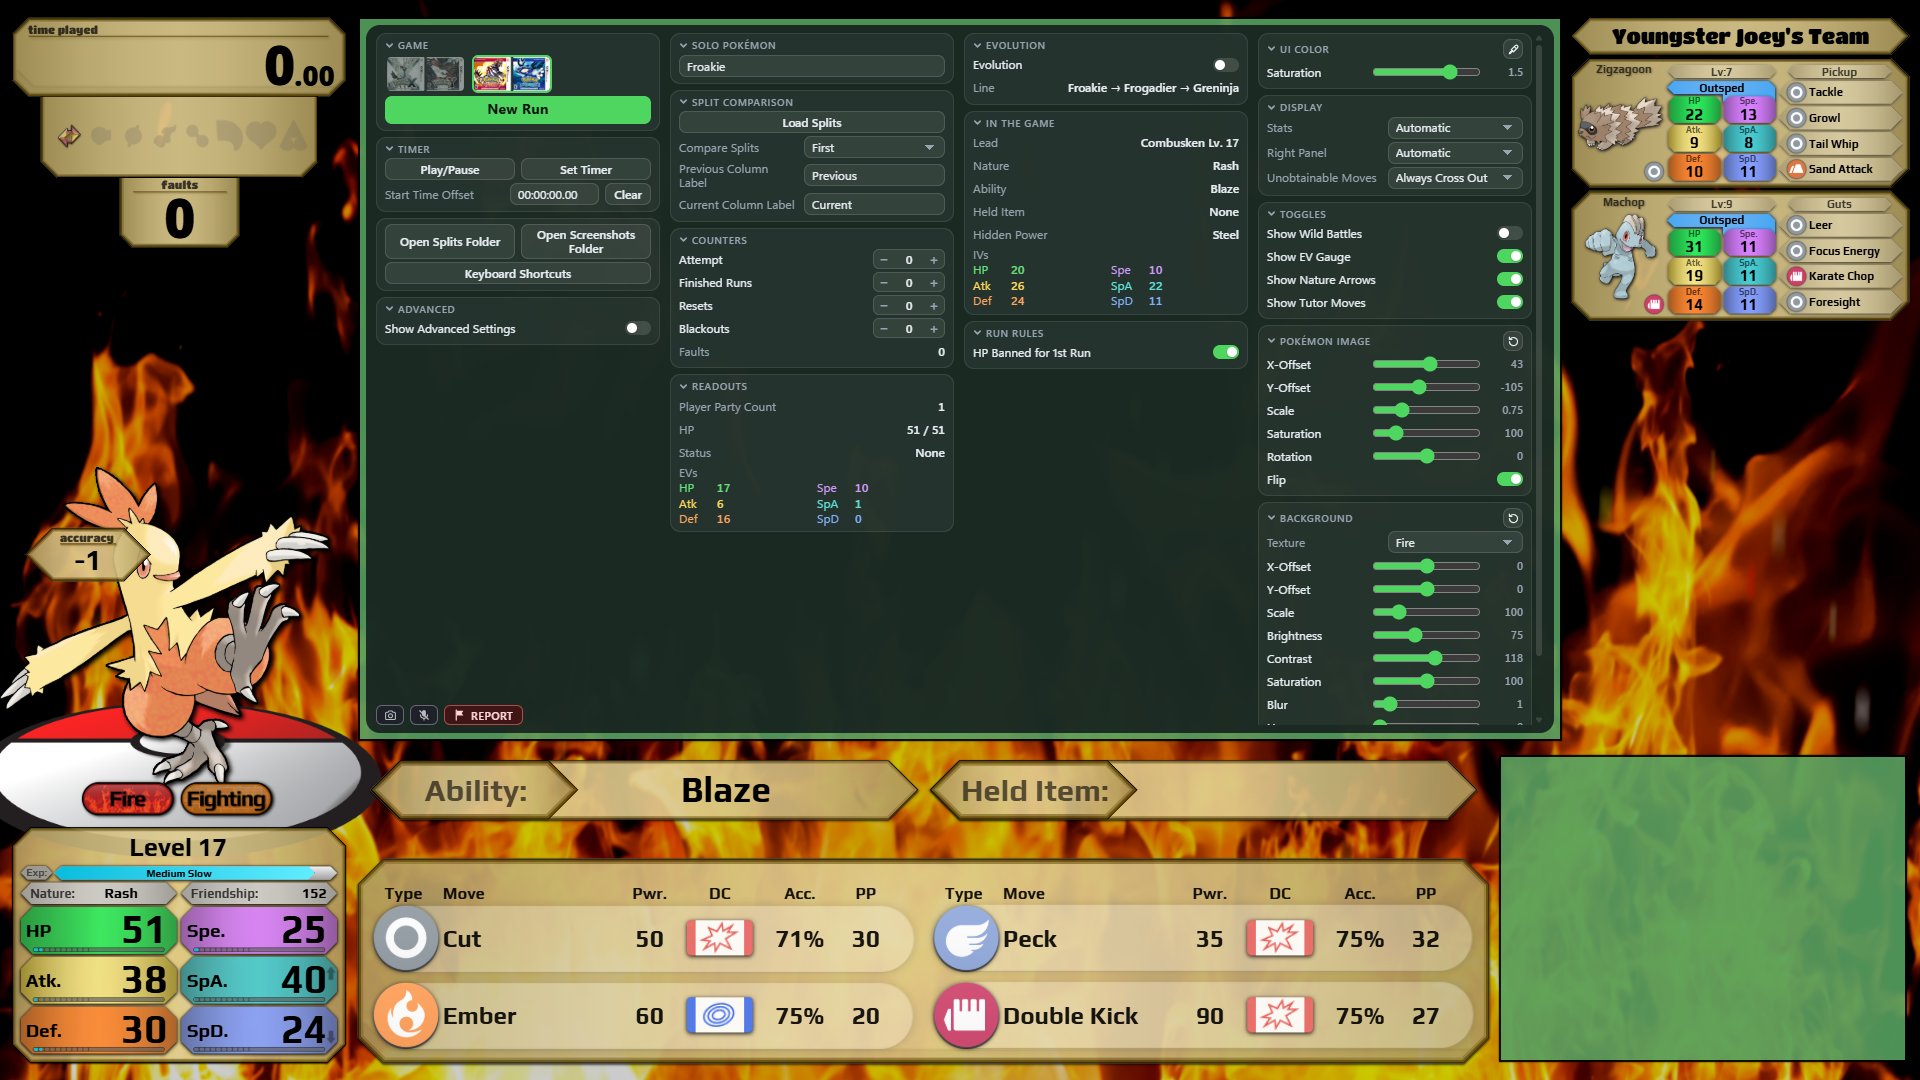 time played
0.00
faults
0
GAME
New Run
TIMER
Play/Pause
Set Timer
Start Time Offset
00:00:00.00
Clear
Open Splits Folder
Open Screenshots Folder
Keyboard Shortcuts
ADVANCED
Show Advanced Settings
SOLO POKÉMON
Froakie
SPLIT COMPARISON
Load Splits
Compare Splits First
Previous Column Label Previous
Current Column Label Current
COUNTERS
Attempt − 0 +
Finished Runs − 0 +
Resets − 0 +
Blackouts − 0 +
Faults 0
READOUTS
Player Party Count 1
HP 51 / 51
Status None
EVs
HP 17 Spe 10
Atk 6 SpA 1
Def 16 SpD 0
EVOLUTION
Evolution
Line Froakie → Frogadier → Greninja
IN THE GAME
Lead Combusken Lv. 17
Nature Rash
Ability Blaze
Held Item None
Hidden Power Steel
IVs
HP 20 Spe 10
Atk 26 SpA 22
Def 24 SpD 11
RUN RULES
HP Banned for 1st Run
UI COLOR
Saturation 1.5
DISPLAY
Stats Automatic
Right Panel Automatic
Unobtainable Moves Always Cross Out
TOGGLES
Show Wild Battles
Show EV Gauge
Show Nature Arrows
Show Tutor Moves
POKÉMON IMAGE
X-Offset 43
Y-Offset -105
Scale 0.75
Saturation 100
Rotation 0
Flip
BACKGROUND
Texture Fire
X-Offset 0
Y-Offset 0
Scale 100
Brightness 75
Contrast 118
Saturation 100
Blur 1
REPORT
Youngster Joey's Team
Zigzagoon Lv:7 Pickup
Outsped
HP Spe.
22 13
Atk. SpA.
9 8
Def. SpD.
10 11
Tackle
Growl
Tail Whip
Sand Attack
Machop Lv:9 Guts
Outsped
HP Spe.
31 11
Atk. SpA.
19 11
Def. SpD.
14 11
Leer
Focus Energy
Karate Chop
Foresight
accuracy
-1
Fire Fighting
Level 17
Exp: Medium Slow
Nature: Rash Friendship: 152
HP 51 Spe. 25
Atk. 38 SpA. 40
Def. 30 SpD. 24
Ability: Blaze
Held Item:
Type Move Pwr. DC Acc. PP
Cut 50 71% 30
Ember 60 75% 20
Type Move Pwr. DC Acc. PP
Peck 35 75% 32
Double Kick 90 75% 27